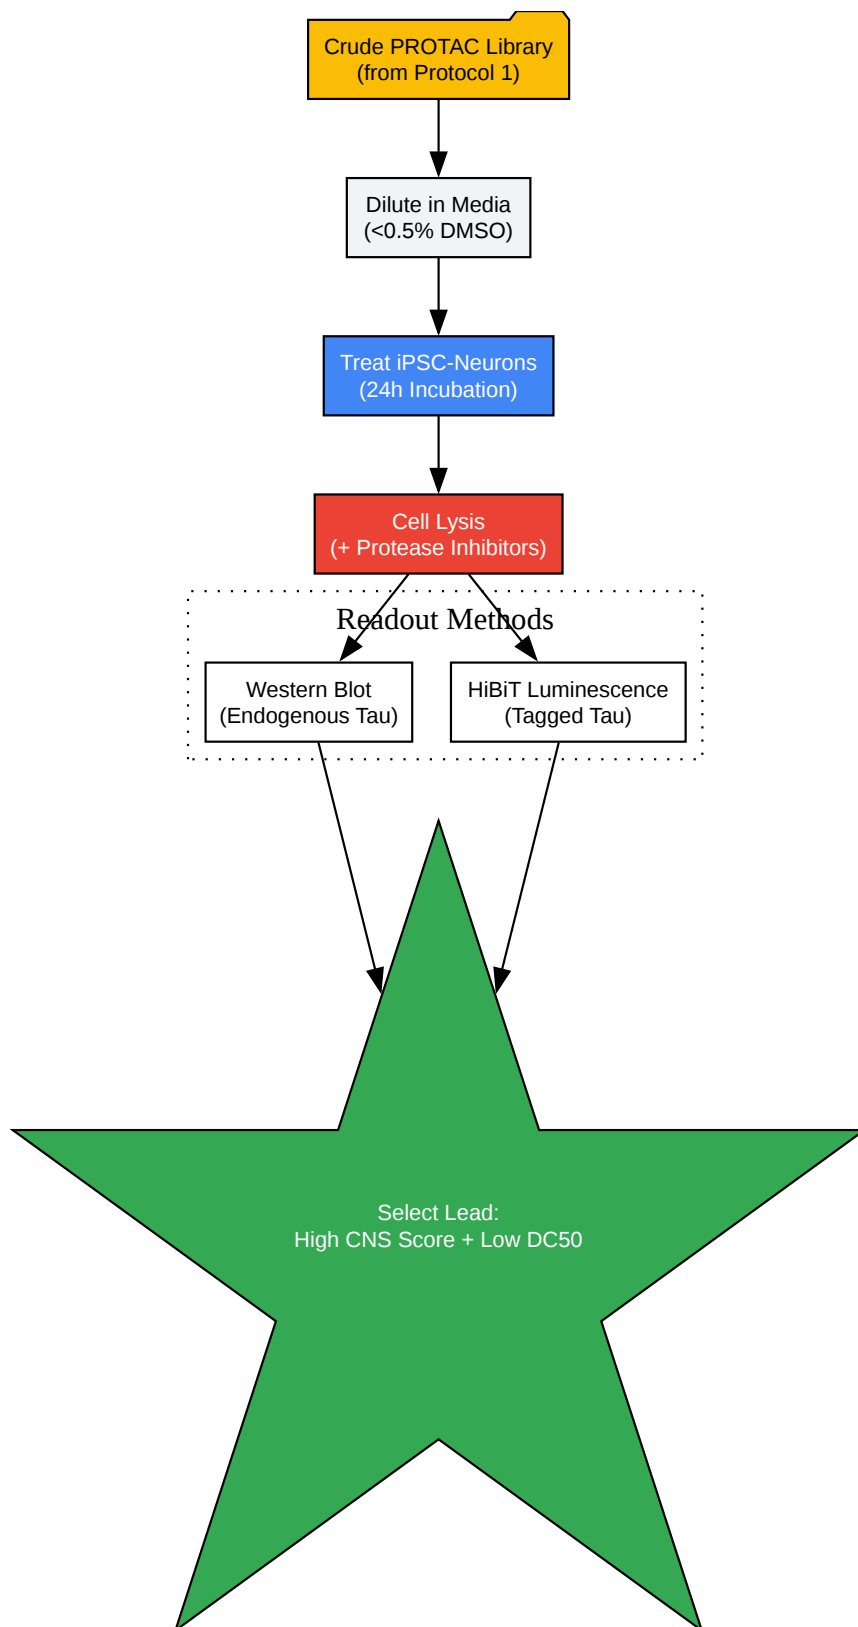 Crude PROTAC Library
(from Protocol 1)
Dilute in Media
(<0.5% DMSO)
Treat iPSC-Neurons
(24h Incubation)
Cell Lysis
(+ Protease Inhibitors)
Readout Methods
Western Blot
(Endogenous Tau)
HiBiT Luminescence
(Tagged Tau)
Select Lead:
High CNS Score + Low DC50